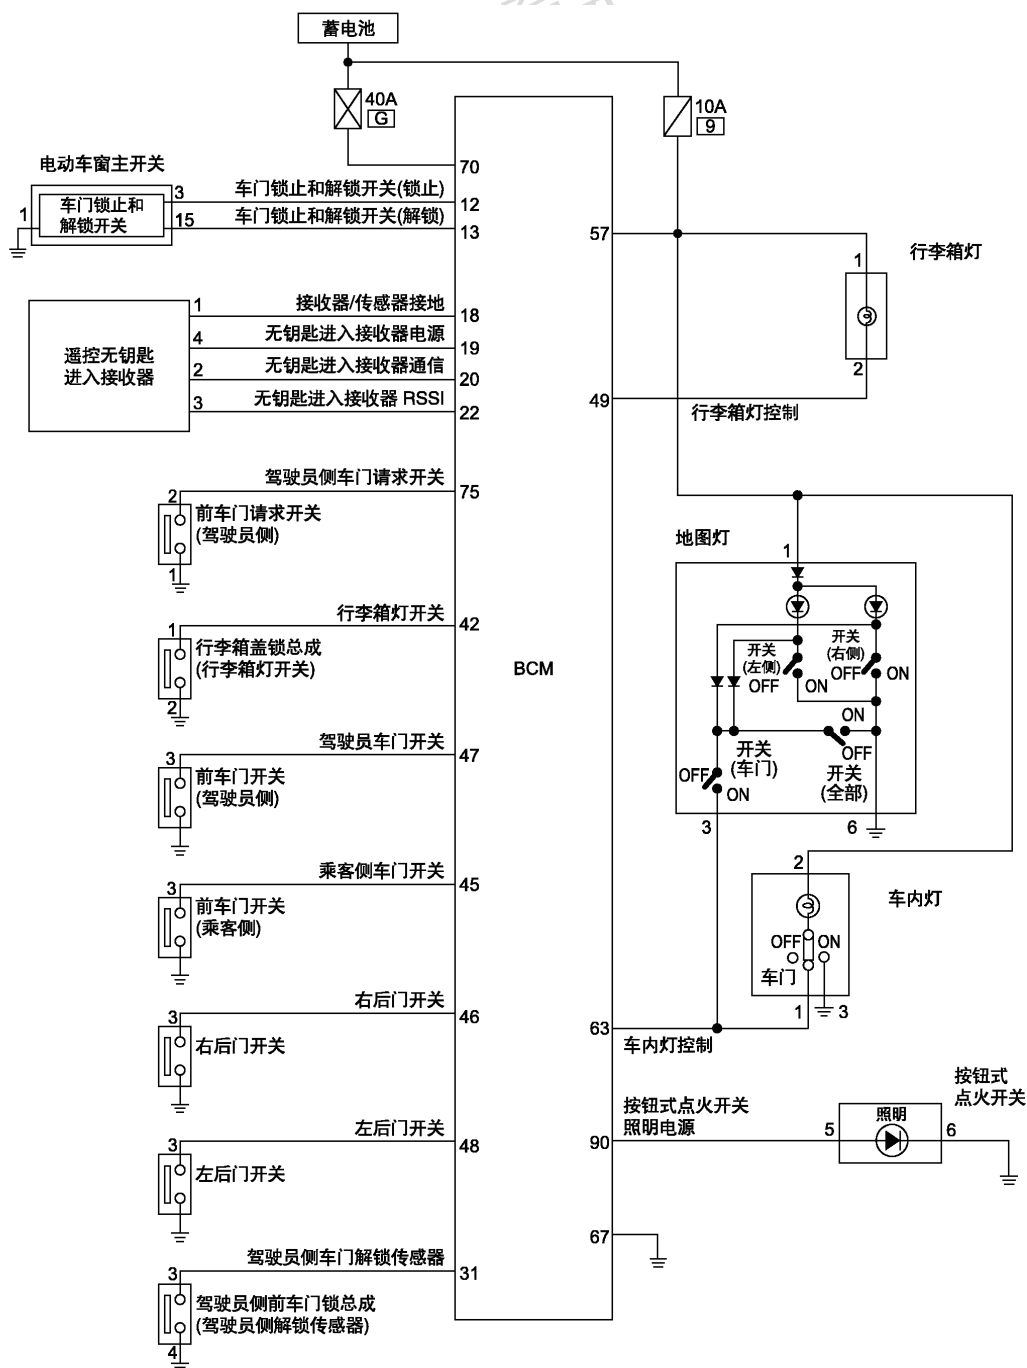 蓄电池
40A
G
10A
9
电动车窗主开关
70
3
车门锁止和解锁开关(锁止)
12
车门锁止和
解锁开关
1
15
车门锁止和解锁开关(解锁)
13
57
行李箱灯
1
2
1
接收器/传感器接地
18
4
无钥匙进入接收器电源
19
遥控无钥匙
进入接收器
2
无钥匙进入接收器通信
20
3
无钥匙进入接收器 RSSI
22
49
行李箱灯控制
驾驶员侧车门请求开关
75
2
前车门请求开关
(驾驶员侧)
1
地图灯
1
行李箱灯开关
42
1
行李箱盖锁总成
(行李箱灯开关)
2
BCM
开关
(左侧)
OFF
ON
开关
(右侧)
OFF
ON
ON
OFF
开关
(车门)
开关
(全部)
OFF
ON
3
6
驾驶员车门开关
47
3
前车门开关
(驾驶员侧)
乘客侧车门开关
45
3
前车门开关
(乘客侧)
2
车内灯
OFF
ON
车门
1
3
右后门开关
46
3
右后门开关
63
车内灯控制
左后门开关
48
3
左后门开关
按钮式点火开关
照明电源
90
5
照明
6
按钮式
点火开关
67
驾驶员侧车门解锁传感器
31
3
驾驶员侧前车门锁总成
(驾驶员侧解锁传感器)
4